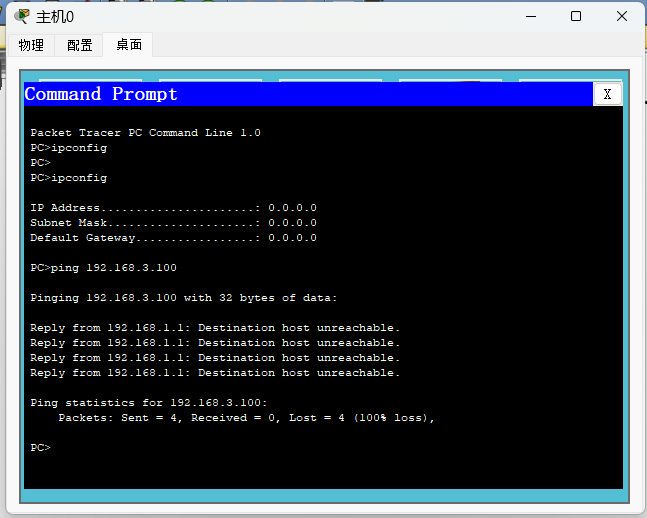 主机0
物理 配置 桌面
Command Prompt
X
Packet Tracer PC Command Line 1.0
PC>ipconfig
PC>
PC>ipconfig
IP Address......................: 0.0.0.0
Subnet Mask.....................: 0.0.0.0
Default Gateway.................: 0.0.0.0
PC>ping 192.168.3.100
Pinging 192.168.3.100 with 32 bytes of data:
Reply from 192.168.1.1: Destination host unreachable.
Reply from 192.168.1.1: Destination host unreachable.
Reply from 192.168.1.1: Destination host unreachable.
Reply from 192.168.1.1: Destination host unreachable.
Ping statistics for 192.168.3.100:
Packets: Sent = 4, Received = 0, Lost = 4 (100% loss),
PC>